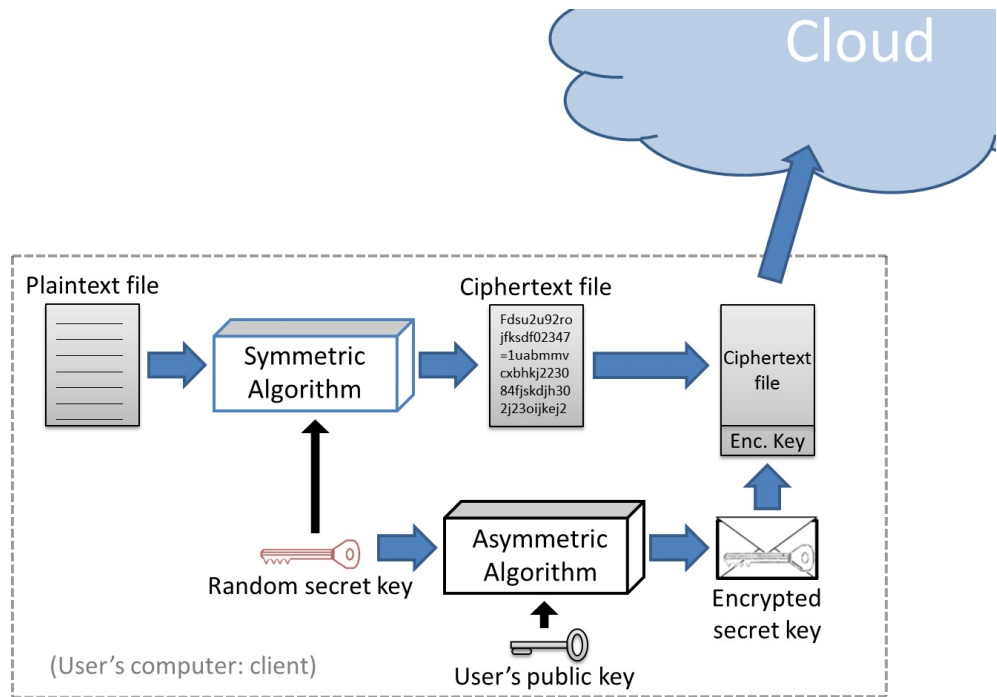 Cloud
Plaintext file
Ciphertext file
Symmetric
Algorithm
Fdsu2u92ro
jfksdf02347
=1uabmmv
cxbhkj2230
84fjskdjh30
2j23oijkej2
Ciphertext
file
Enc. Key
Random secret key
Asymmetric
Algorithm
Encrypted
secret key
User's public key
(User's computer: client)